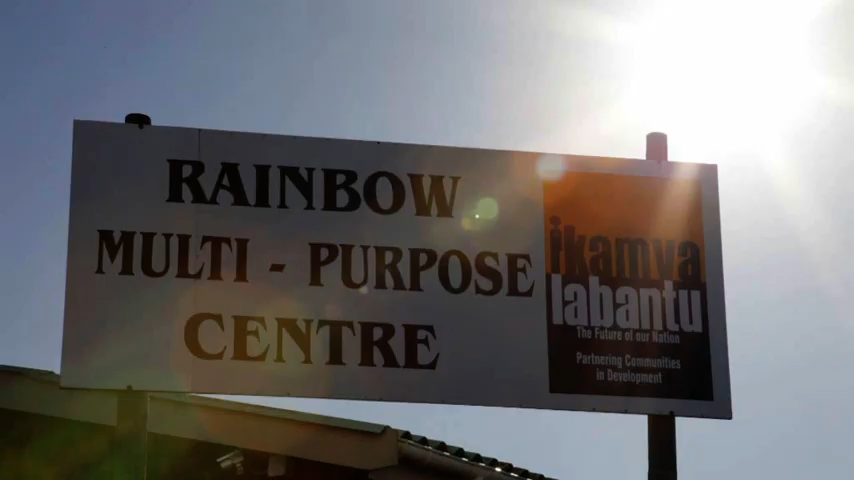 RAINBOW
MULTI - PURPOSE
CENTRE
ikamva
labantu
The Future of our Nation
Partnering Communities
in Development